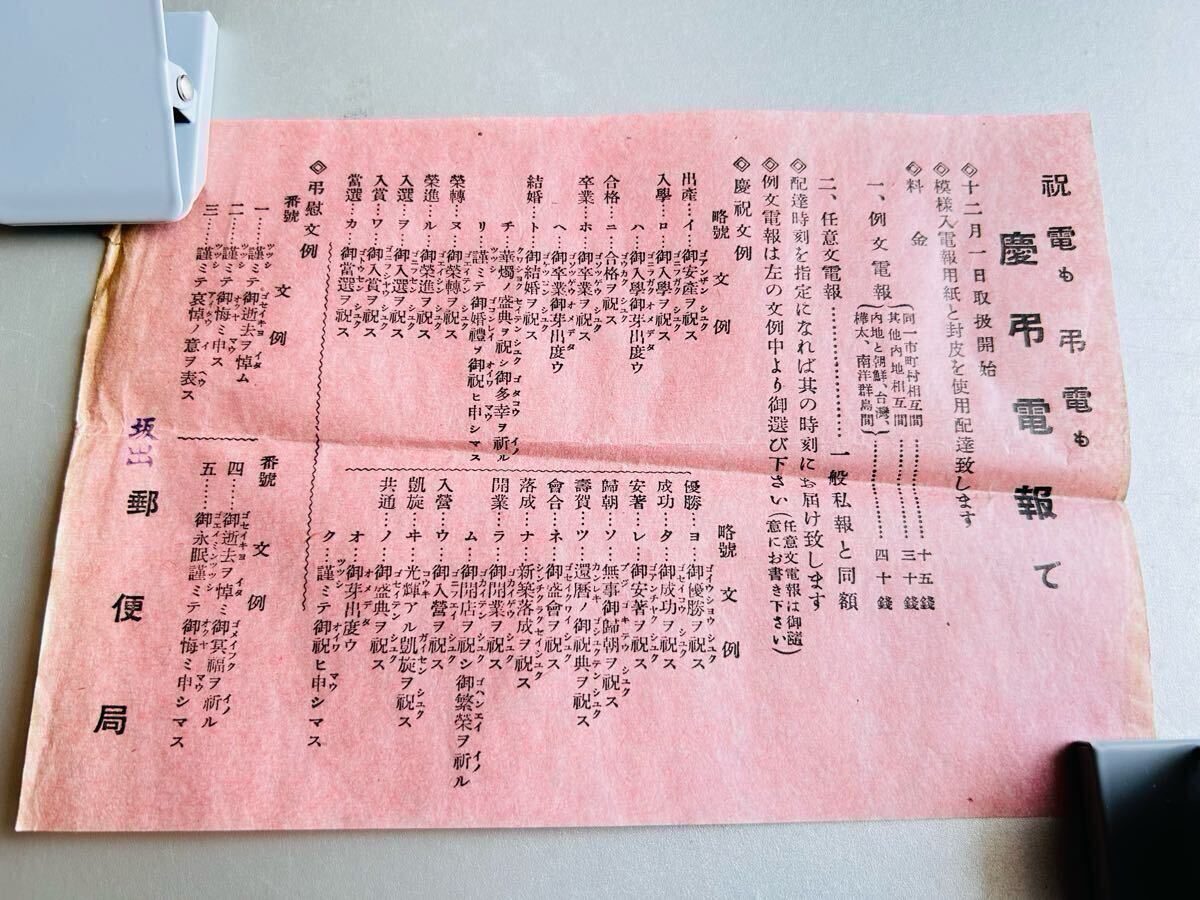 祝電も弔電も
慶弔電報で
◇十二月一日取扱開始
◇模様入電報用紙と封皮を使用配達致します
◇料金
一、例文電報
同一市町村相互間………十五錢
其他內地相互間………三十錢
內地と朝鮮、台灣、樺太、南洋群島間………四十錢
二、任意文電報………………一般私報と同額
◇配達時刻を指定になれば其の時刻にお届け致します
◇例文電報は左の文例中より御選び下さい(任意文電報は御隨意にお書き下さい)
◇慶祝文例
略號 文例
出產…イ…御安產ヲ祝ス
入學…ロ…御入學ヲ祝ス
ハ…御入學御芽出度ウ
合格…ニ…合格ヲ祝ス
卒業…ホ…御卒業ヲ祝ス
ヘ…御卒業御芽出度ウ
結婚…ト…御結婚ヲ祝ス
チ…華燭ノ盛典ヲ祝シ御多幸ヲ祈ル
リ…謹ミテ御婚禮ヲ御祝ヒ申シマス
榮轉…ヌ…御榮轉ヲ祝ス
榮進…ル…御榮進ヲ祝ス
入選…ヲ…御入選ヲ祝ス
入賞…ワ…御入賞ヲ祝ス
當選…カ…御當選ヲ祝ス
略號 文例
優勝…ヨ…御優勝ヲ祝ス
成功…タ…御成功ヲ祝ス
安著…レ…御安著ヲ祝ス
歸朝…ソ…無事御歸朝ヲ祝ス
壽賀…ツ…還曆ノ御祝典ヲ祝ス
會合…ネ…御盛會ヲ祝ス
落成…ナ…新築落成ヲ祝ス
開業…ラ…御開業ヲ祝ス
ム…御開店ヲ祝シ御繁榮ヲ祈ル
入營…ウ…御入營ヲ祝ス
凱旋…ヰ…光輝アル凱旋ヲ祝ス
共通…ノ…御盛典ヲ祝ス
オ…御芽出度ウ
ク…謹ミテ御祝ヒ申シマス
◇弔慰文例
番號 文例
一……謹ミテ御逝去ヲ悼ム
二……謹ミテ御悔ミ申ス
三……謹ミテ哀悼ノ意ヲ表ス
番號 文例
四……御逝去ヲ悼ミ御冥福ヲ祈ル
五……御永眠謹ミテ御悔ミ申シマス
坂出郵便局